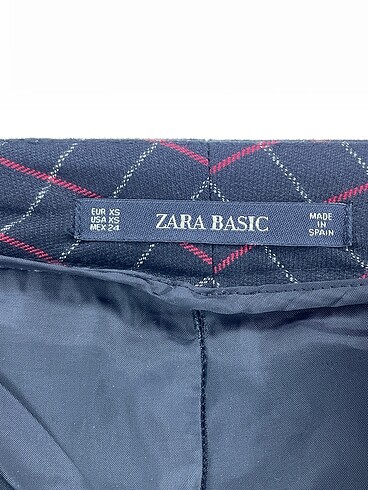 EUR XS
USA XS
MEX 24
ZARA BASIC
MADE
IN
SPAIN